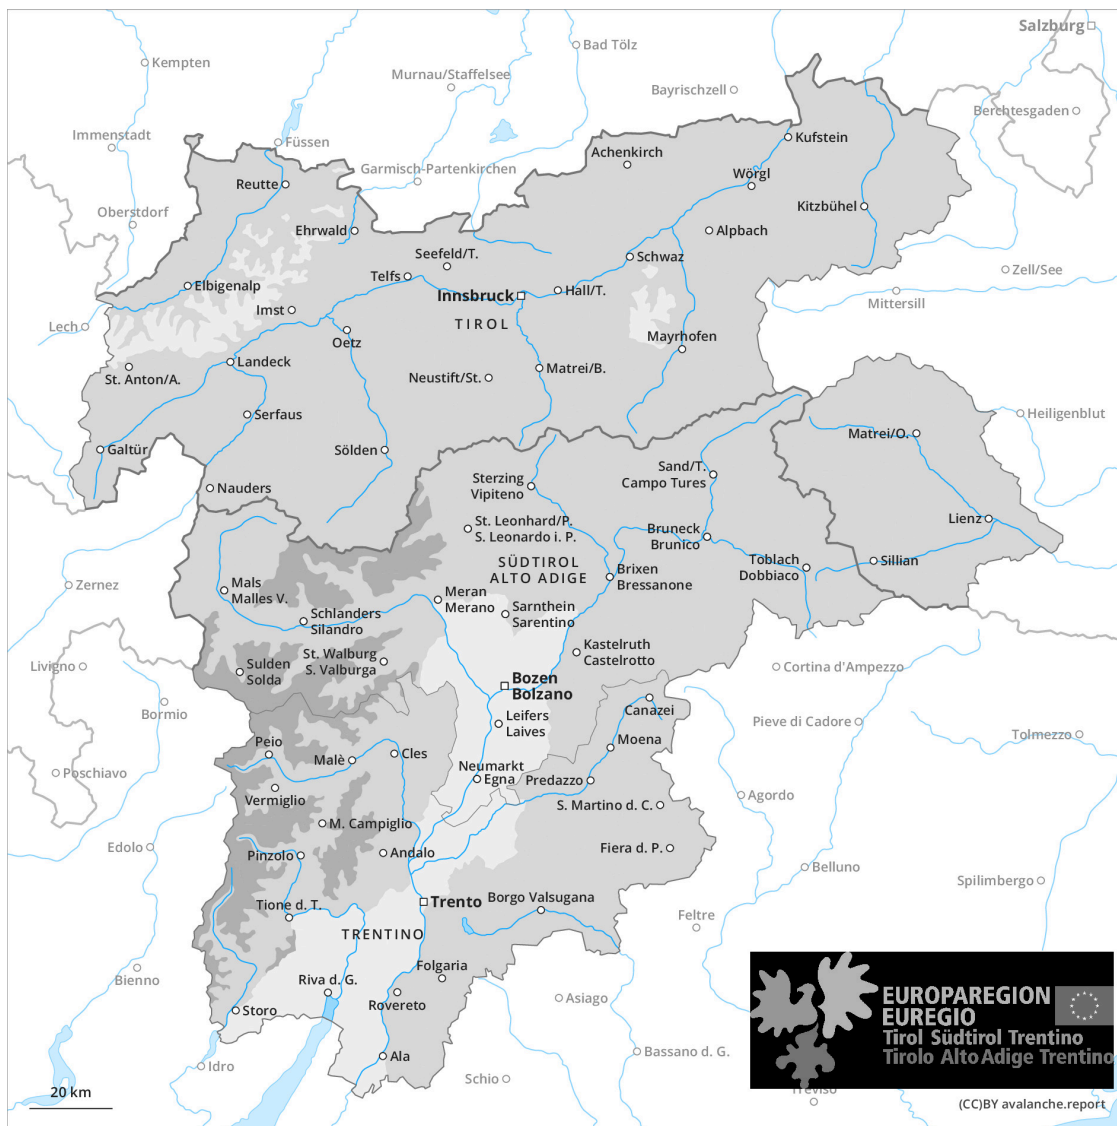 Salzburg
Bad Tölz
Kempten
Murnau/Staffelsee
Bayrischzell
Berchtesgaden
Immenstadt
Füssen
Kufstein
Achenkirch
Garmisch-Partenkirchen
Wörgl
Reutte
Kitzbühel
Oberstdorf
Ehrwald
Alpbach
Seefeld/T.
Schwaz
Zell/See
Telfs
Elbigenalp
Hall/T.
Innsbruck
Mittersill
Imst
TIROL
Lech
Mayrhofen
Oetz
Landeck
Matrei/B.
St. Anton/A.
Neustift/St.
Serfaus
Heiligenblut
Matrei/O.
Galtür
Sölden
Sand/T.
Campo Tures
Sterzing
Vipiteno
Nauders
Lienz
St. Leonhard/P.
S. Leonardo i. P.
Bruneck
Brunico
SÜDTIROL
ALTO ADIGE
Toblach
Dobbiaco
Sillian
Brixen
Bressanone
Zernez
Mals
Malles V.
Meran
Merano
Sarnthein
Sarentino
Schlanders
Silandro
Kastelruth
Castelrotto
St. Walburg
S. Valburga
Livigno
Sulden
Solda
Cortina d'Ampezzo
Bozen
Bolzano
Bormio
Canazei
Leifers
Laives
Pieve di Cadore
Tolmezzo
Peio
Cles
Moena
Malè
Poschiavo
Neumarkt
Egna
Predazzo
Vermiglio
Agordo
S. Martino d. C.
M. Campiglio
Edolo
Pinzolo
Andalo
Fiera d. P.
Belluno
Spilimbergo
Trento
Borgo Valsugana
Tione d. T.
Feltre
TRENTINO
Bienno
Folgaria
Riva d. G.
Rovereto
Storo
Asiago
EUROPAREGION
EUREGIO
Tirol Südtirol Trentino
Tirolo Alto Adige Trentino
Ala
Bassano d. G.
Idro
Schio
Treviso
20 km
(CC)BY avalanche.report